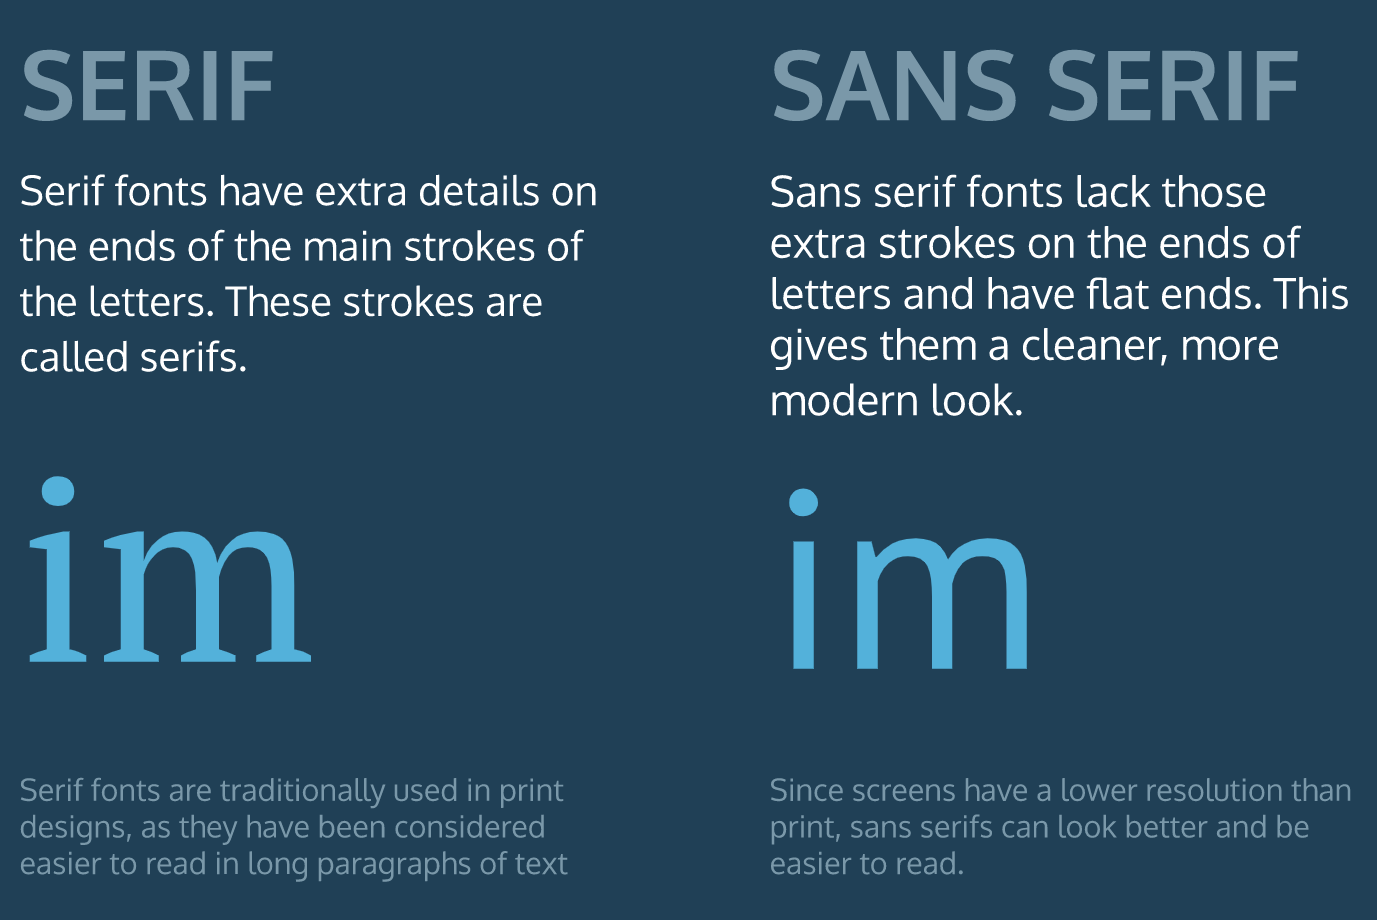 SERIF
Serif fonts have extra details on
the ends of the main strokes of
the letters. These strokes are
called serifs.
im
Serif fonts are traditionally used in print
designs, as they have been considered
easier to read in long paragraphs of text
SANS SERIF
Sans serif fonts lack those
extra strokes on the ends of
letters and have flat ends. This
gives them a cleaner, more
modern look.
im
Since screens have a lower resolution than
print, sans serifs can look better and be
easier to read.